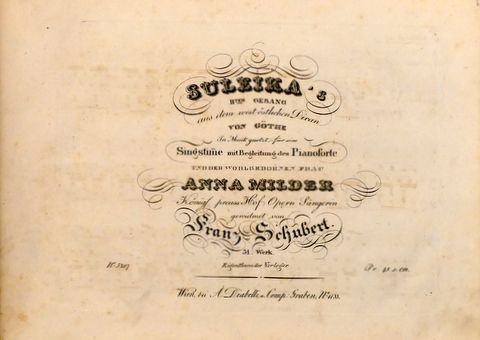 SULEIKA's
IIter GESANG
aus dem west-östlichen Divan
VON GÖTHE
In Musik gesetzt für eine
Singstime mit Begleitung des Pianoforte
UND DER WOHLGEBORNEN FRAU
ANNA MILDER
Königl. preuss. Hof Opern Sängerin
gewidmet von
Franz Schubert.
31. Werk.
Eigenthum der Verleger.
Wien, bei A. Diabelli u. Comp. Graben, No 1133.